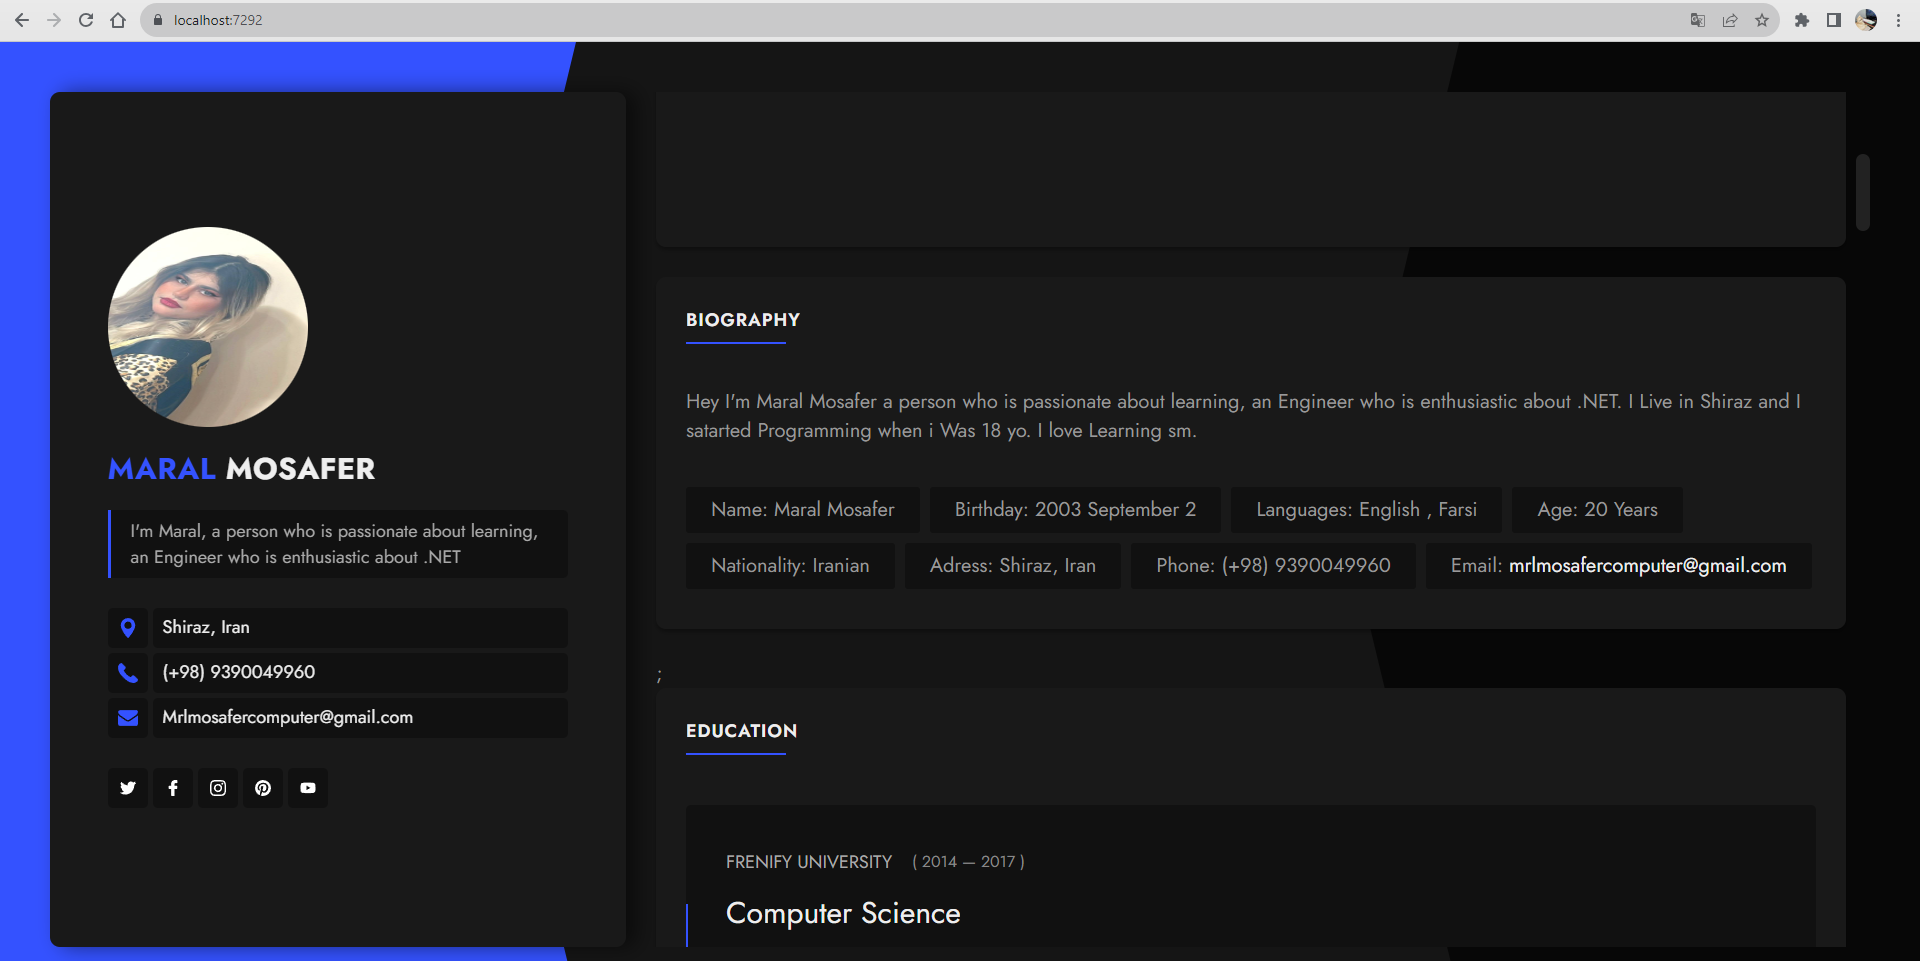 localhost:7292
MARAL MOSAFER
I'm Maral, a person who is passionate about learning,
an Engineer who is enthusiastic about .NET
Shiraz, Iran
(+98) 9390049960
Mrlmosafercomputer@gmail.com
BIOGRAPHY
Hey I'm Maral Mosafer a person who is passionate about learning, an Engineer who is enthusiastic about .NET. I Live in Shiraz and I
satarted Programming when i Was 18 yo. I love Learning sm.
Name: Maral Mosafer
Birthday: 2003 September 2
Languages: English , Farsi
Age: 20 Years
Nationality: Iranian
Adress: Shiraz, Iran
Phone: (+98) 9390049960
Email: mrlmosafercomputer@gmail.com
;
EDUCATION
FRENIFY UNIVERSITY ( 2014 — 2017 )
Computer Science